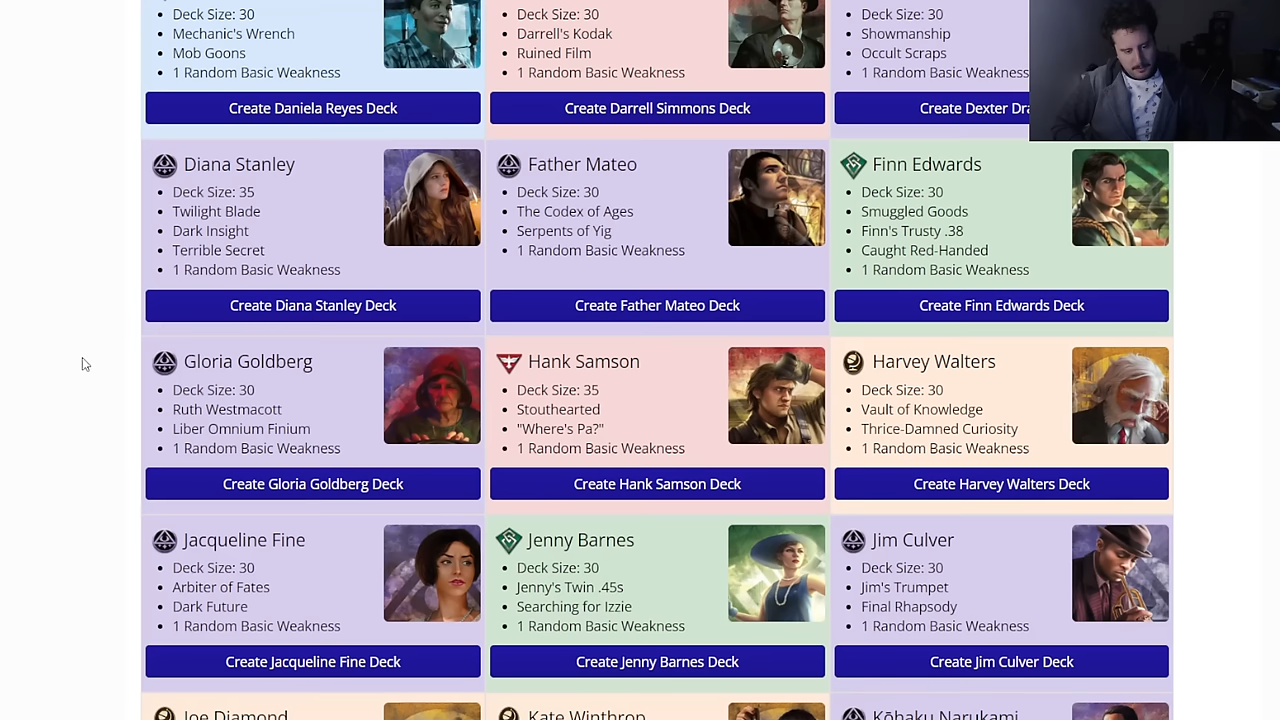 Deck Size: 30
Mechanic's Wrench
Mob Goons
1 Random Basic Weakness
Create Daniela Reyes Deck
Deck Size: 30
Darrell's Kodak
Ruined Film
1 Random Basic Weakness
Create Darrell Simmons Deck
Deck Size: 30
Showmanship
Occult Scraps
1 Random Basic Weakness
Create Dexter Dra
Diana Stanley
Deck Size: 35
Twilight Blade
Dark Insight
Terrible Secret
1 Random Basic Weakness
Create Diana Stanley Deck
Father Mateo
Deck Size: 30
The Codex of Ages
Serpents of Yig
1 Random Basic Weakness
Create Father Mateo Deck
Finn Edwards
Deck Size: 30
Smuggled Goods
Finn's Trusty .38
Caught Red-Handed
1 Random Basic Weakness
Create Finn Edwards Deck
Gloria Goldberg
Deck Size: 30
Ruth Westmacott
Liber Omnium Finium
1 Random Basic Weakness
Create Gloria Goldberg Deck
Hank Samson
Deck Size: 35
Stouthearted
"Where's Pa?"
1 Random Basic Weakness
Create Hank Samson Deck
Harvey Walters
Deck Size: 30
Vault of Knowledge
Thrice-Damned Curiosity
1 Random Basic Weakness
Create Harvey Walters Deck
Jacqueline Fine
Deck Size: 30
Arbiter of Fates
Dark Future
1 Random Basic Weakness
Create Jacqueline Fine Deck
Jenny Barnes
Deck Size: 30
Jenny's Twin .45s
Searching for Izzie
1 Random Basic Weakness
Create Jenny Barnes Deck
Jim Culver
Deck Size: 30
Jim's Trumpet
Final Rhapsody
1 Random Basic Weakness
Create Jim Culver Deck
Joe Diamond
Kate Winthrop
Kōhaku Narukami